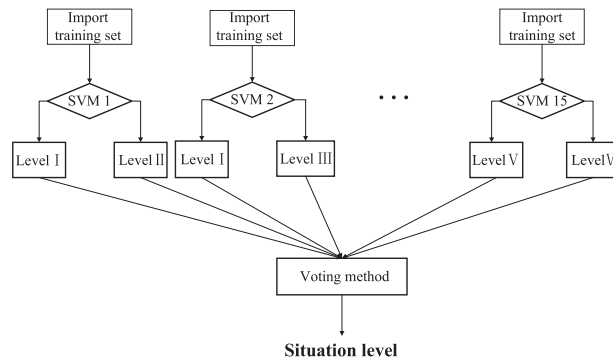 Import
training set
Import
training set
Import
training set
SVM 1
SVM 2
SVM 15
...
Level Ⅰ
Level Ⅱ
Level Ⅰ
Level Ⅲ
Level Ⅴ
Level
Voting method
Situation level